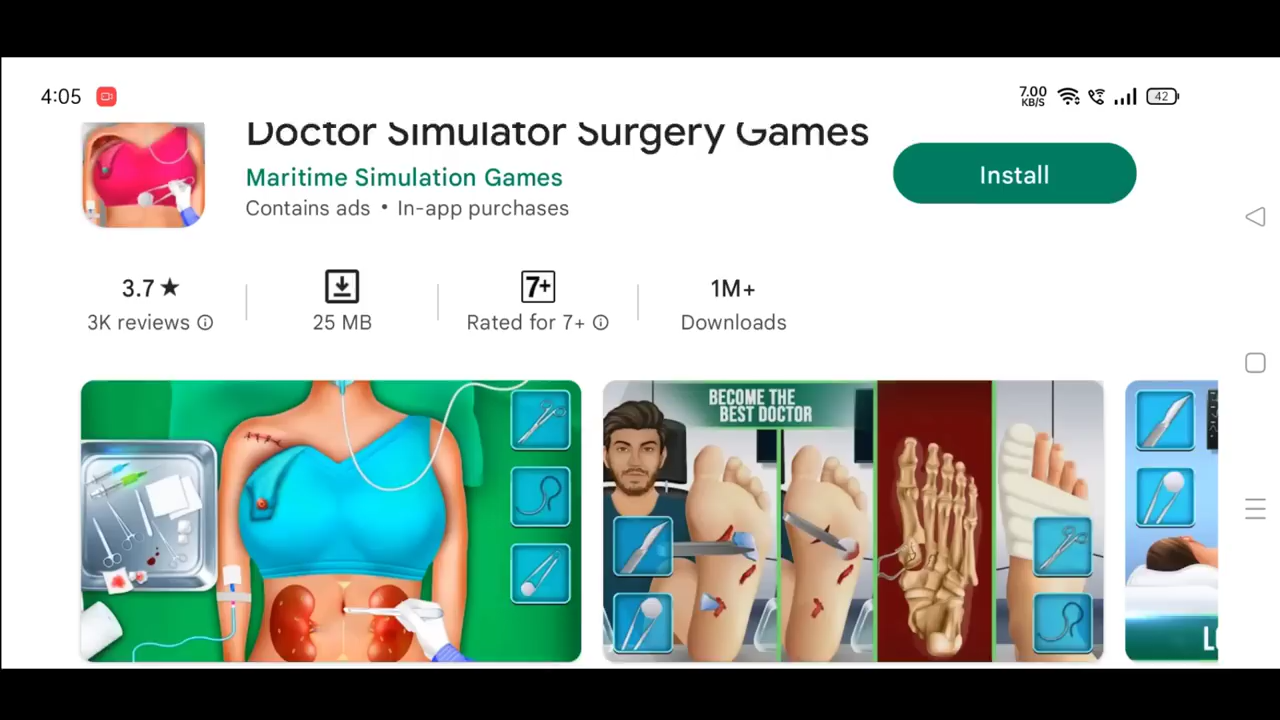 4:05
7.00
KB/S
42
Doctor Simulator Surgery Games
Maritime Simulation Games
Contains ads • In-app purchases
Install
3.7★
3K reviews
25 MB
7+
Rated for 7+
1M+
Downloads
BECOME THE
BEST DOCTOR